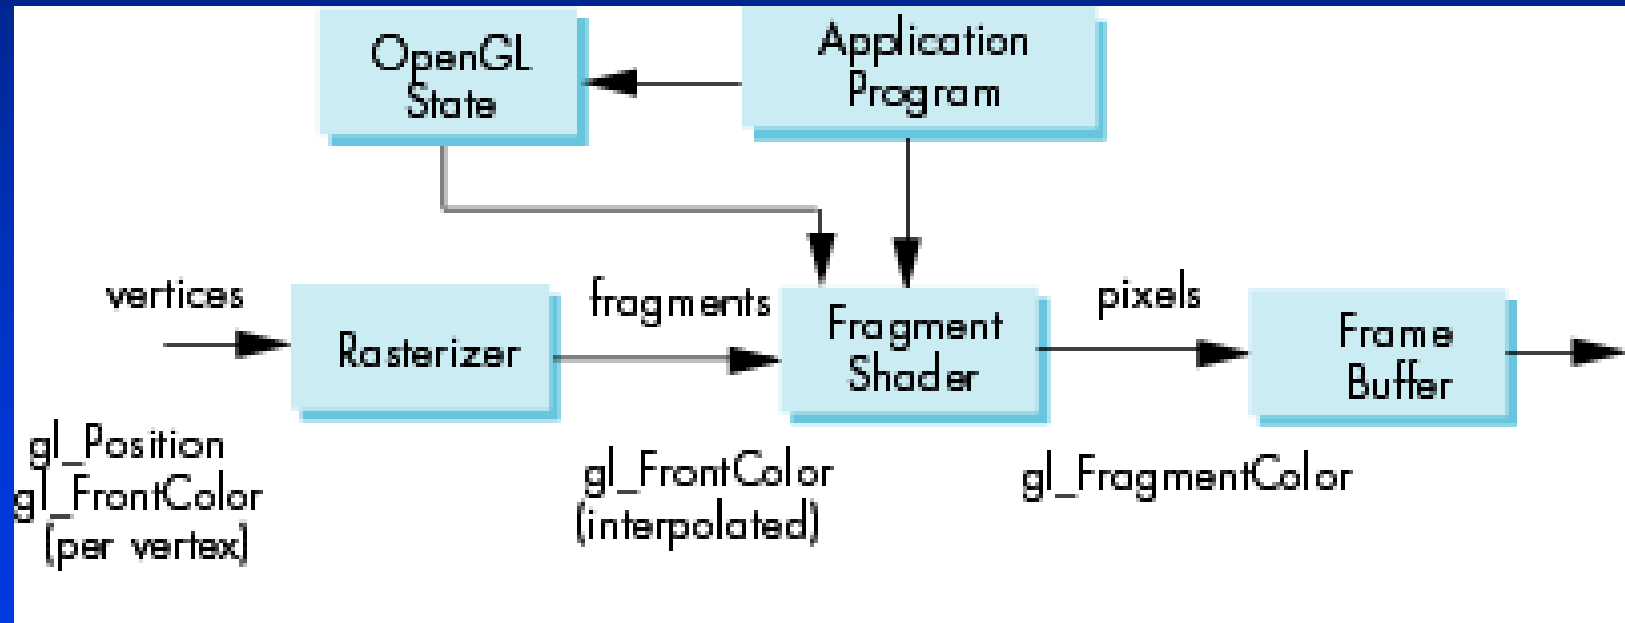 OpenGL
State
Application
Program
vertices
Rasterizer
fragments
Fragment
Shader
pixels
Frame
Buffer
gl_Position
gl_FrontColor
(per vertex)
gl_FrontColor
(interpolated)
gl_FragmentColor